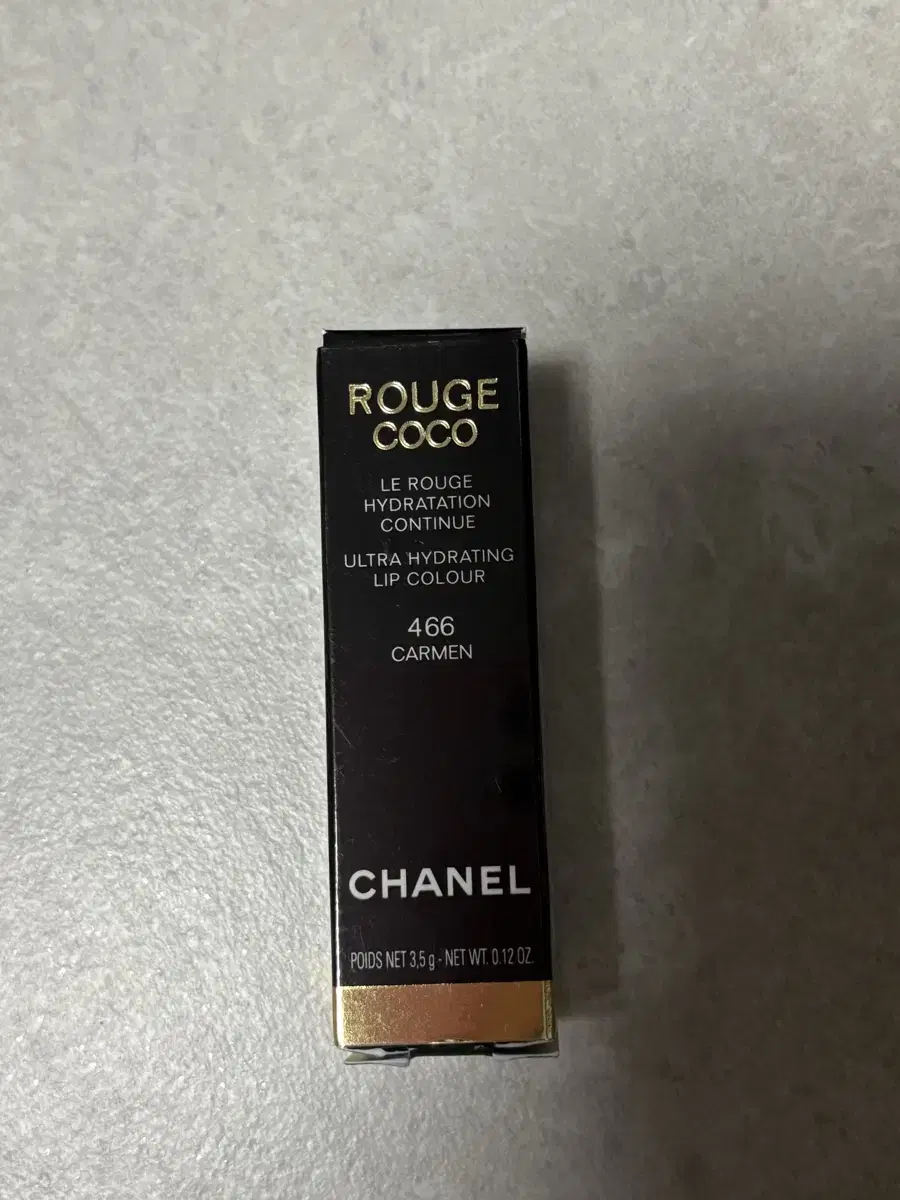 ROUGE
COCO
LE ROUGE
HYDRATATION
CONTINUE
ULTRA HYDRATING
LIP COLOUR
466
CARMEN
CHANEL
POIDS NET 3,5 g - NET WT. 0.12 OZ.